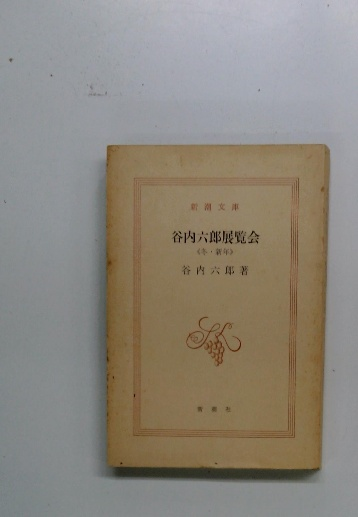 新潮文庫
谷内六郎展覧会
《冬・新年》
谷内六郎著
新潮社